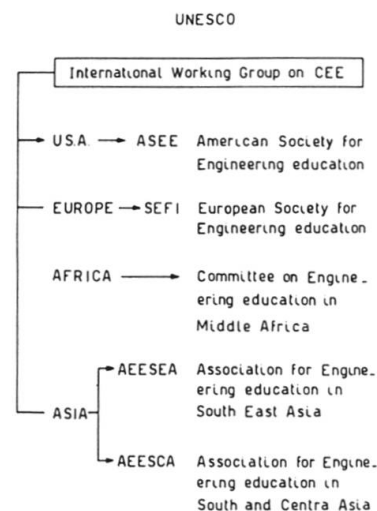 UNESCO
International Working Group on CEE
U.S.A. ASEE American Society for
Engineering education
EUROPE SEFI European Society for
Engineering education
AFRICA Committee on Engine-
ering education in
Middle Africa
AEESEA Association for Engine-
ering education in
South East Asia
ASIA
AEESCA Association for Engine-
ering education in
South and Centra Asia